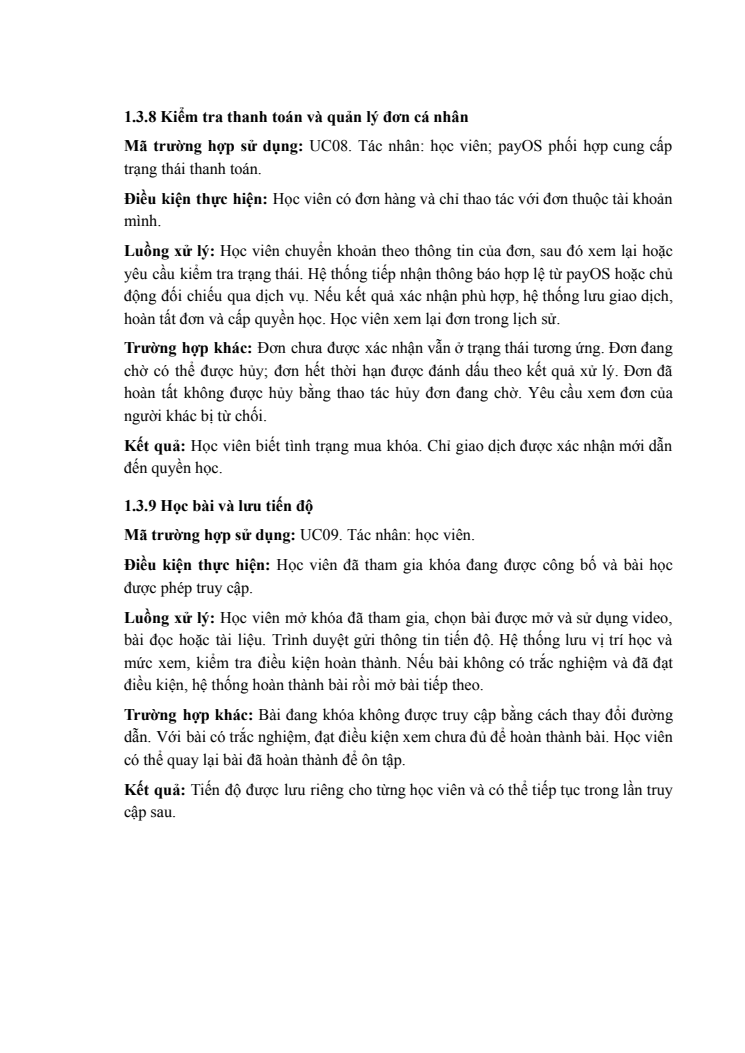 1.3.8 Kiểm tra thanh toán và quản lý đơn cá nhân
Mã trường hợp sử dụng: UC08. Tác nhân: học viên; payOS phối hợp cung cấp
trạng thái thanh toán.
Điều kiện thực hiện: Học viên có đơn hàng và chỉ thao tác với đơn thuộc tài khoản
mình.
Luồng xử lý: Học viên chuyển khoản theo thông tin của đơn, sau đó xem lại hoặc
yêu cầu kiểm tra trạng thái. Hệ thống tiếp nhận thông báo hợp lệ từ payOS hoặc chủ
động đối chiếu qua dịch vụ. Nếu kết quả xác nhận phù hợp, hệ thống lưu giao dịch,
hoàn tất đơn và cấp quyền học. Học viên xem lại đơn trong lịch sử.
Trường hợp khác: Đơn chưa được xác nhận vẫn ở trạng thái tương ứng. Đơn đang
chờ có thể được hủy; đơn hết thời hạn được đánh dấu theo kết quả xử lý. Đơn đã
hoàn tất không được hủy bằng thao tác hủy đơn đang chờ. Yêu cầu xem đơn của
người khác bị từ chối.
Kết quả: Học viên biết tình trạng mua khóa. Chỉ giao dịch được xác nhận mới dẫn
đến quyền học.
1.3.9 Học bài và lưu tiến độ
Mã trường hợp sử dụng: UC09. Tác nhân: học viên.
Điều kiện thực hiện: Học viên đã tham gia khóa đang được công bố và bài học
được phép truy cập.
Luồng xử lý: Học viên mở khóa đã tham gia, chọn bài được mở và sử dụng video,
bài đọc hoặc tài liệu. Trình duyệt gửi thông tin tiến độ. Hệ thống lưu vị trí học và
mức xem, kiểm tra điều kiện hoàn thành. Nếu bài không có trắc nghiệm và đã đạt
điều kiện, hệ thống hoàn thành bài rồi mở bài tiếp theo.
Trường hợp khác: Bài đang khóa không được truy cập bằng cách thay đổi đường
dẫn. Với bài có trắc nghiệm, đạt điều kiện xem chưa đủ để hoàn thành bài. Học viên
có thể quay lại bài đã hoàn thành để ôn tập.
Kết quả: Tiến độ được lưu riêng cho từng học viên và có thể tiếp tục trong lần truy
cập sau.